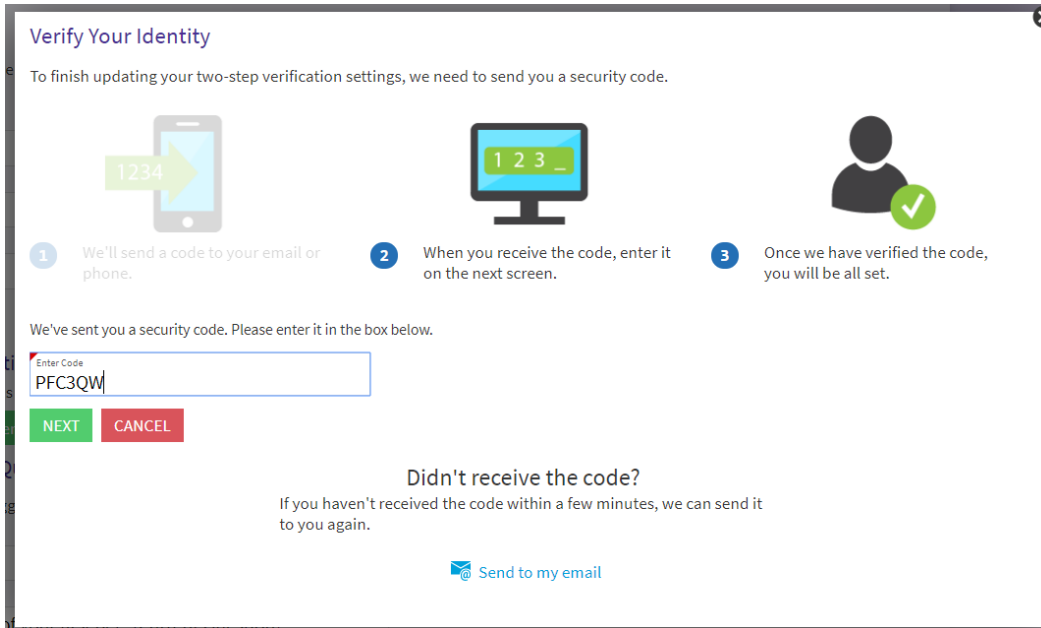 Verify Your Identity
To finish updating your two-step verification settings, we need to send you a security code.
1234
1 2 3 _
1
We'll send a code to your email or
phone.
2
When you receive the code, enter it
on the next screen.
3
Once we have verified the code,
you will be all set.
We've sent you a security code. Please enter it in the box below.
Enter Code
PFC3QW
NEXT
CANCEL
Didn't receive the code?
If you haven't received the code within a few minutes, we can send it
to you again.
Send to my email